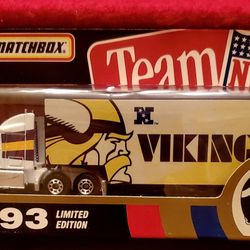 MATCHBOX
Team N
VIKING
93 LIMITED
EDITION